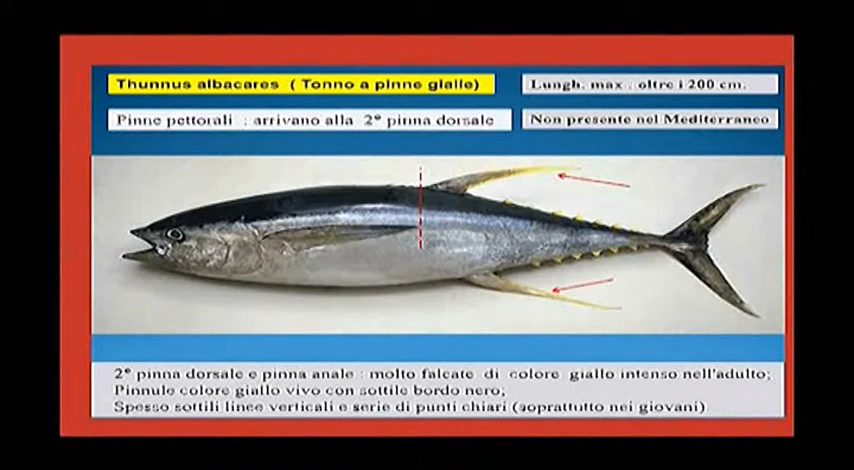 Thunnus albacares ( Tonno a pinne gialle)
Lungh. max : oltre i 200 cm.
Pinne pettorali : arrivano alla 2ª pinna dorsale
Non presente nel Mediterraneo
2ª pinna dorsale e pinna anale : molto falcate di colore giallo intenso nell'adulto;
Pinnule colore giallo vivo con sottile bordo nero;
Spesso sottili linee verticali e serie di punti chiari (soprattutto nei giovani)